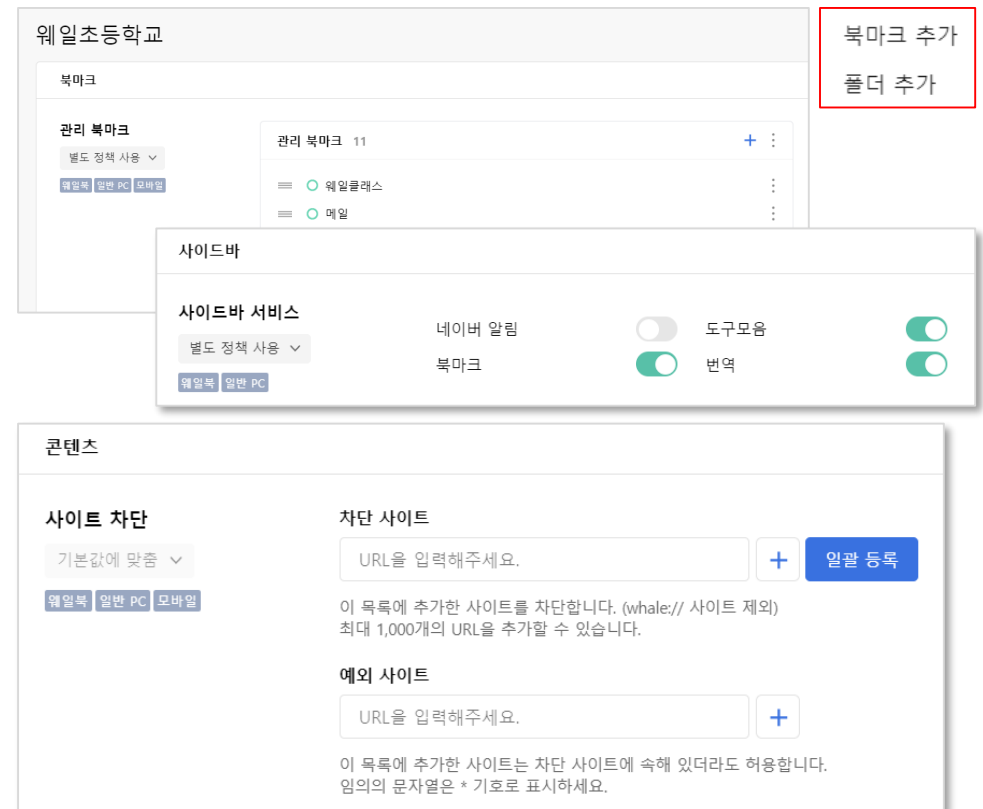 웨일초등학교
북마크 추가
폴더 추가
북마크
관리 북마크
별도 정책 사용
웨일북 일반 PC 모바일
관리 북마크 11
웨일클래스
메일
사이드바
사이드바 서비스
별도 정책 사용
웨일북 일반 PC
네이버 알림 도구모음
북마크 번역
콘텐츠
사이트 차단
기본값에 맞춤
웨일북 일반 PC 모바일
차단 사이트
URL을 입력해주세요.
일괄 등록
이 목록에 추가한 사이트를 차단합니다. (whale:// 사이트 제외)
최대 1,000개의 URL을 추가할 수 있습니다.
예외 사이트
URL을 입력해주세요.
이 목록에 추가한 사이트는 차단 사이트에 속해 있더라도 허용합니다.
임의의 문자열은 * 기호로 표시하세요.